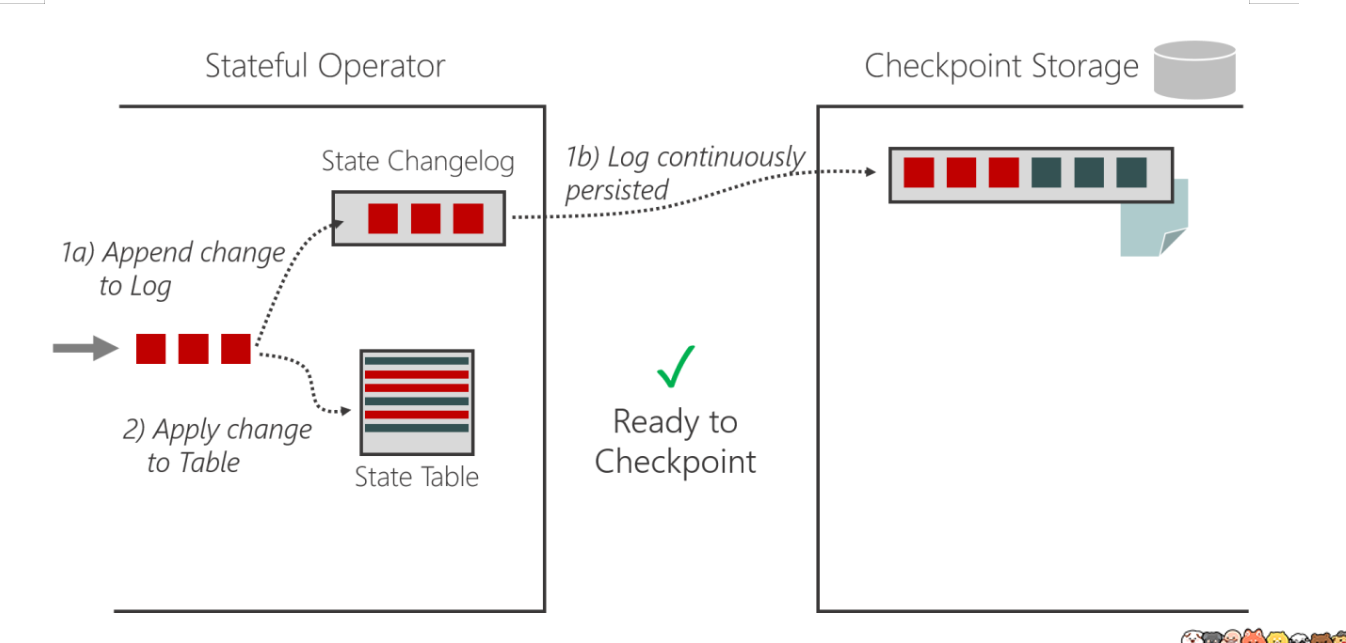 Stateful Operator
Checkpoint Storage
State Changelog
1b) Log continuously
persisted
1a) Append change
to Log
2) Apply change
to Table
State Table
Ready to
Checkpoint